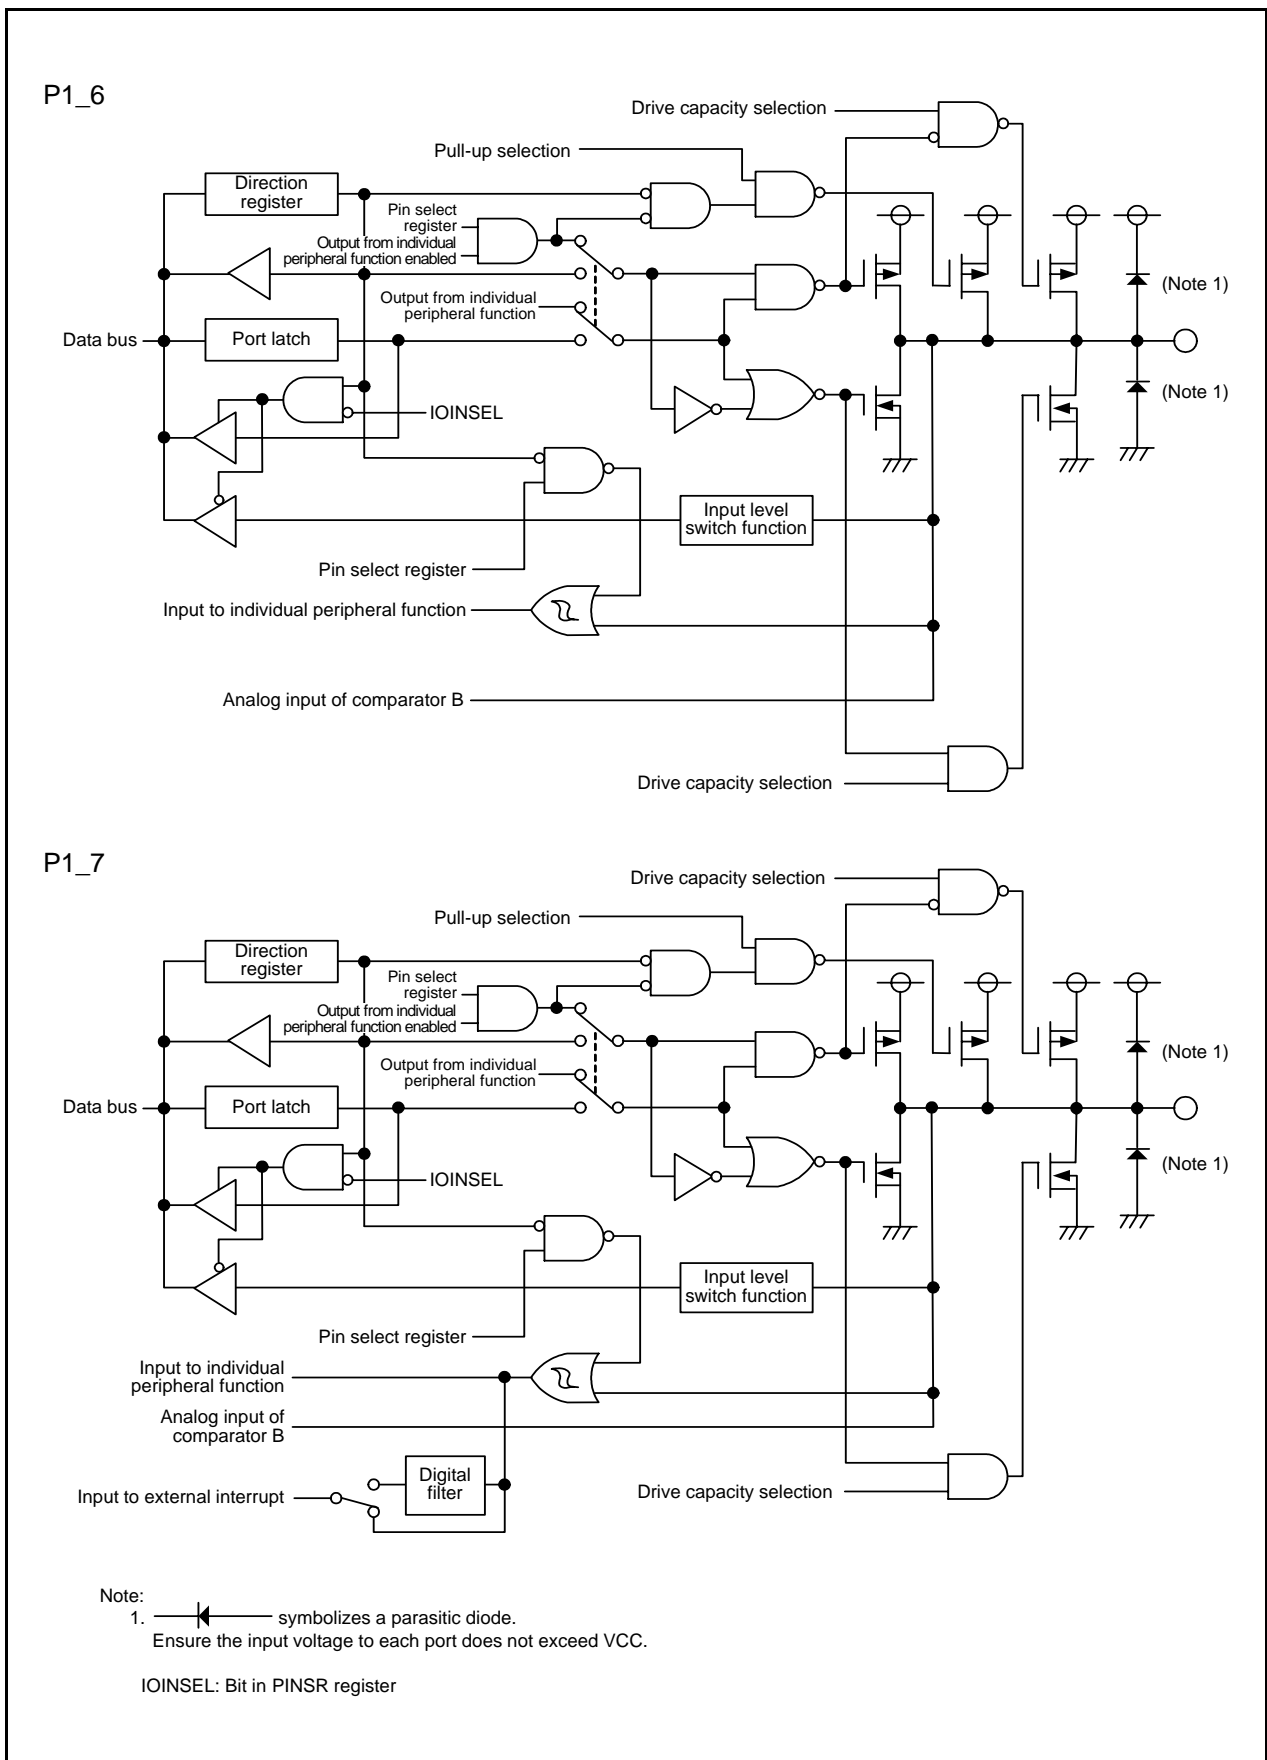 P1_6
Drive capacity selection
Pull-up selection
Direction
register
Pin select
register
Output from individual
peripheral function enabled
Output from individual
peripheral function
(Note 1)
Data bus
Port latch
(Note 1)
IOINSEL
Input level
switch function
Pin select register
Input to individual peripheral function
Analog input of comparator B
Drive capacity selection
P1_7
Drive capacity selection
Pull-up selection
Direction
register
Pin select
register
Output from individual
peripheral function enabled
Output from individual
peripheral function
(Note 1)
Data bus
Port latch
(Note 1)
IOINSEL
Input level
switch function
Pin select register
Input to individual
peripheral function
Analog input of
comparator B
Digital
filter
Input to external interrupt
Drive capacity selection
Note:
1. symbolizes a parasitic diode.
Ensure the input voltage to each port does not exceed VCC.
IOINSEL: Bit in PINSR register